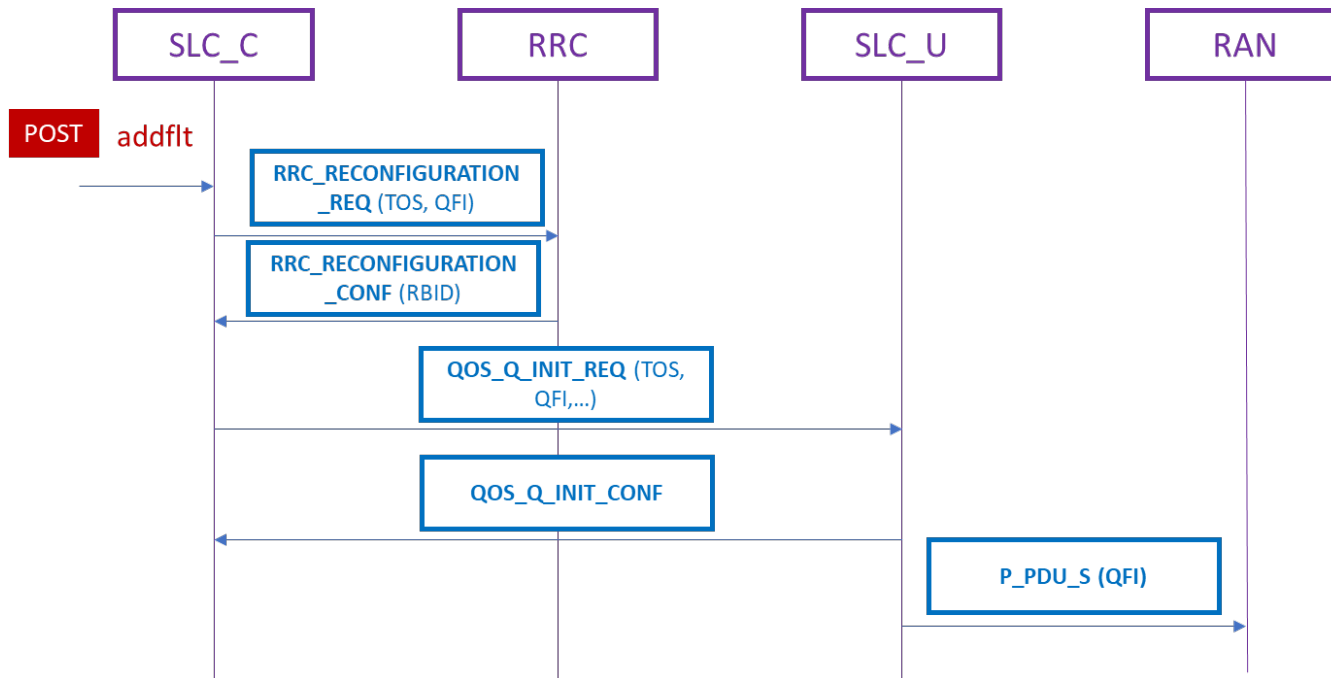 SLC_C
RRC
SLC_U
RAN
POST
addflt
RRC_RECONFIGURATION
_REQ (TOS, QFI)
RRC_RECONFIGURATION
_CONF (RBID)
QOS_Q_INIT_REQ (TOS,
QFI,...)
QOS_Q_INIT_CONF
P_PDU_S (QFI)